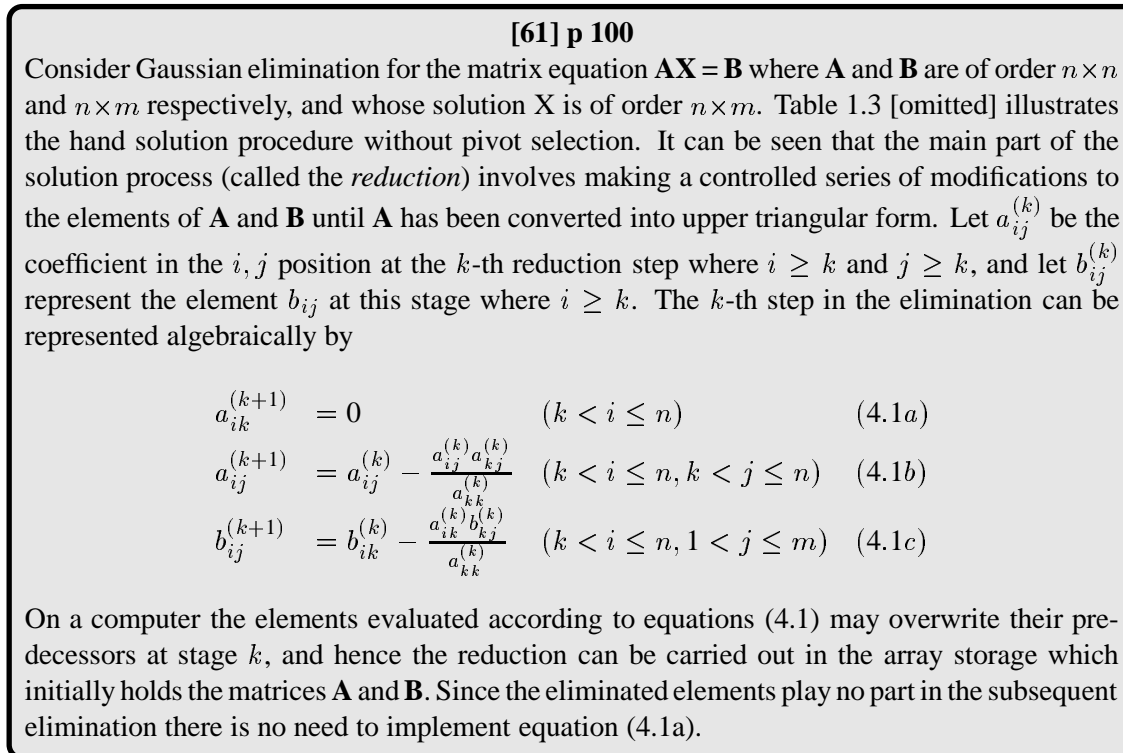 [61] p 100
Consider Gaussian elimination for the matrix equation AX = B where A and B are of order n×n
and n×m respectively, and whose solution X is of order n×m. Table 1.3 [omitted] illustrates
the hand solution procedure without pivot selection. It can be seen that the main part of the
solution process (called the reduction) involves making a controlled series of modifications to
the elements of A and B until A has been converted into upper triangular form. Let a_{ij}^{(k)} be the
coefficient in the i, j position at the k-th reduction step where i ≥ k and j ≥ k, and let b_{ij}^{(k)}
represent the element b_{ij} at this stage where i ≥ k. The k-th step in the elimination can be
represented algebraically by
a_{ik}^{(k+1)} = 0 (k < i ≤ n) (4.1a)
a_{ij}^{(k+1)} = a_{ij}^{(k)} − \frac{a_{ij}^{(k)} a_{kj}^{(k)}}{a_{kk}^{(k)}} (k < i ≤ n, k < j ≤ n) (4.1b)
b_{ij}^{(k+1)} = b_{ik}^{(k)} − \frac{a_{ik}^{(k)} b_{kj}^{(k)}}{a_{kk}^{(k)}} (k < i ≤ n, 1 < j ≤ m) (4.1c)
On a computer the elements evaluated according to equations (4.1) may overwrite their pre-
decessors at stage k, and hence the reduction can be carried out in the array storage which
initially holds the matrices A and B. Since the eliminated elements play no part in the subsequent
elimination there is no need to implement equation (4.1a).